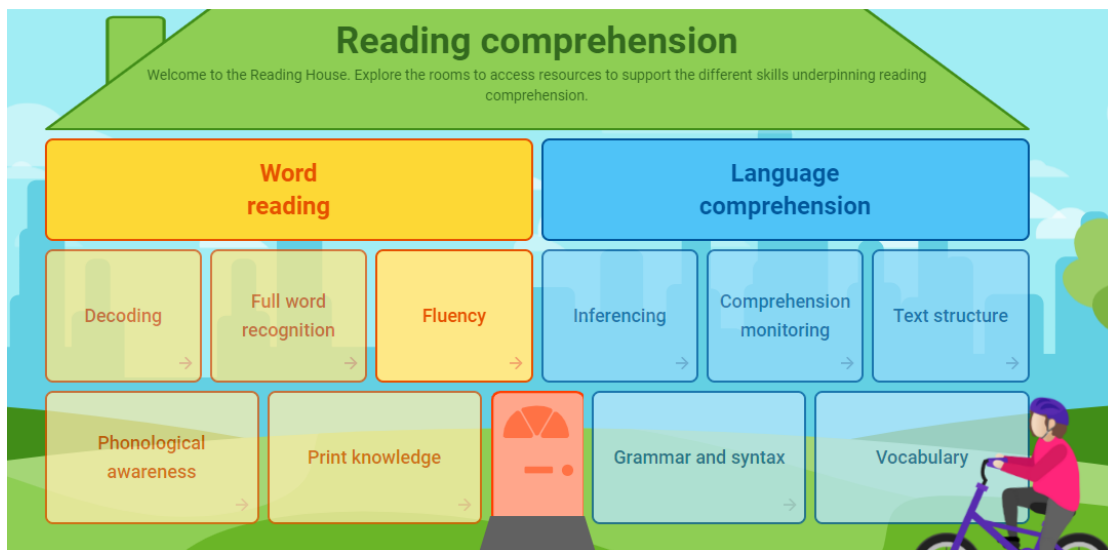 Reading comprehension
Welcome to the Reading House. Explore the rooms to access resources to support the different skills underpinning reading
comprehension.
Word
reading
Language
comprehension
Decoding
Full word
recognition
Fluency
Inferencing
Comprehension
monitoring
Text structure
Phonological
awareness
Print knowledge
Grammar and syntax
Vocabulary